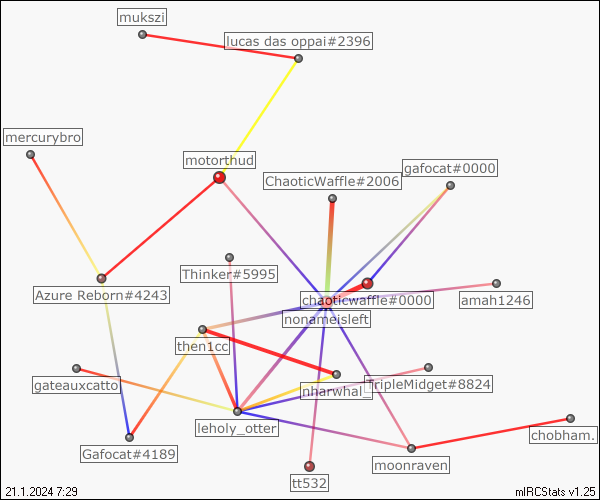 mukszi
lucas das oppai#2396
mercurybro
motorthud
gafocat#0000
ChaoticWaffle#2006
Thinker#5995
Azure Reborn#4243
chaoticwaffle#0000
amah1246
nonameisleft
then1cc
gateauxcatto
nharwhal_
TripleMidget#8824
leholy_otter
chobham.
Gafocat#4189
moonraven
tt532
21.1.2024 7:29
mIRCStats v1.25